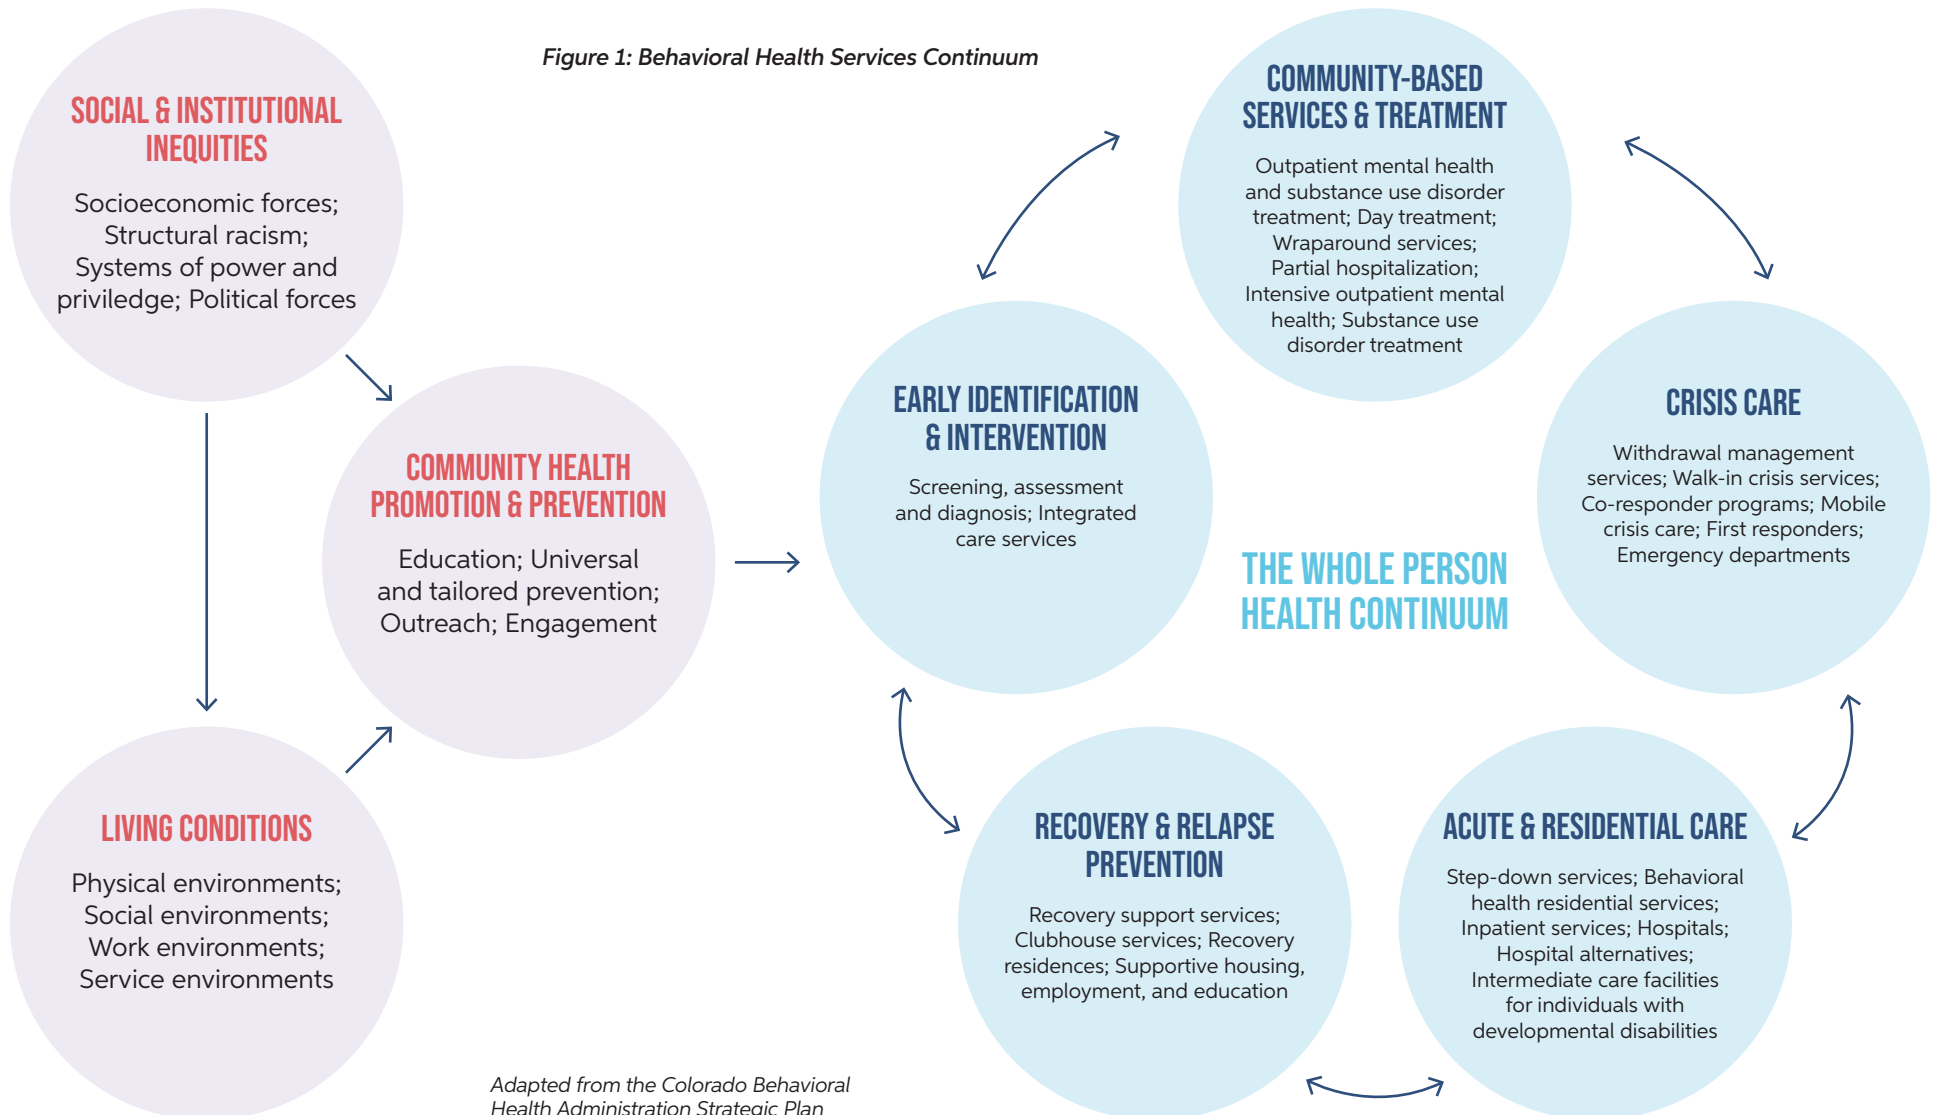 Figure 1: Behavioral Health Services Continuum
SOCIAL & INSTITUTIONAL
INEQUITIES
Socioeconomic forces;
Structural racism;
Systems of power and
priviledge; Political forces
COMMUNITY HEALTH
PROMOTION & PREVENTION
Education; Universal
and tailored prevention;
Outreach; Engagement
LIVING CONDITIONS
Physical environments;
Social environments;
Work environments;
Service environments
EARLY IDENTIFICATION
& INTERVENTION
Screening, assessment
and diagnosis; Integrated
care services
COMMUNITY-BASED
SERVICES & TREATMENT
Outpatient mental health
and substance use disorder
treatment; Day treatment;
Wraparound services;
Partial hospitalization;
Intensive outpatient mental
health; Substance use
disorder treatment
CRISIS CARE
Withdrawal management
services; Walk-in crisis services;
Co-responder programs; Mobile
crisis care; First responders;
Emergency departments
THE WHOLE PERSON
HEALTH CONTINUUM
RECOVERY & RELAPSE
PREVENTION
Recovery support services;
Clubhouse services; Recovery
residences; Supportive housing,
employment, and education
ACUTE & RESIDENTIAL CARE
Step-down services; Behavioral
health residential services;
Inpatient services; Hospitals;
Hospital alternatives;
Intermediate care facilities
for individuals with
developmental disabilities
Adapted from the Colorado Behavioral
Health Administration Strategic Plan